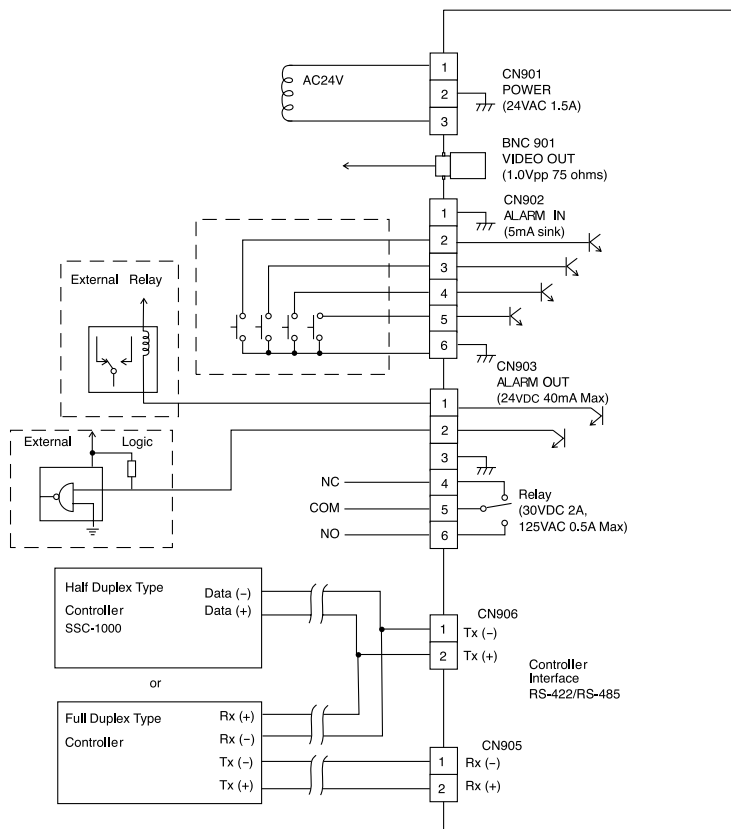 AC24V
1
2
3
CN901
POWER
(24VAC 1.5A)
BNC 901
VIDEO OUT
(1.0Vpp 75 ohms)
1
2
3
4
5
6
CN902
ALARM IN
(5mA sink)
External Relay
CN903
ALARM OUT
(24VDC 40mA Max)
1
2
3
4
5
6
External Logic
NC
COM
NO
Relay
(30VDC 2A,
125VAC 0.5A Max)
Half Duplex Type
Controller
SSC-1000
Data (−)
Data (+)
or
Full Duplex Type
Controller
Rx (+)
Rx (−)
Tx (−)
Tx (+)
CN906
1 Tx (−)
2 Tx (+)
Controller
Interface
RS-422/RS-485
CN905
1 Rx (−)
2 Rx (+)